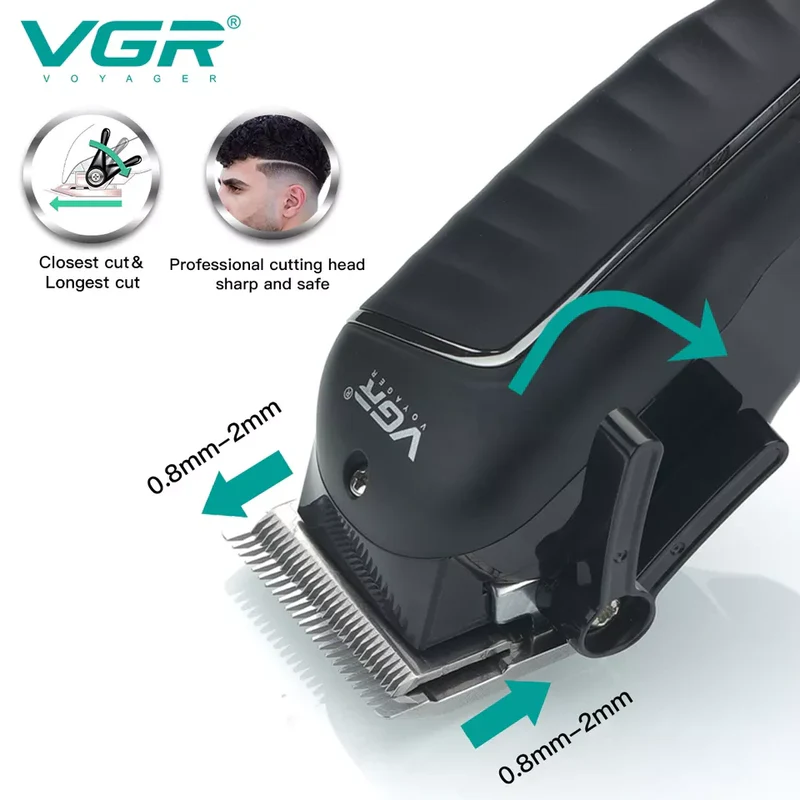 VGR®
VOYAGER
Closest cut&
Longest cut
Professional cutting head
sharp and safe
VGR®
VOYAGER
0.8mm-2mm
0.8mm-2mm